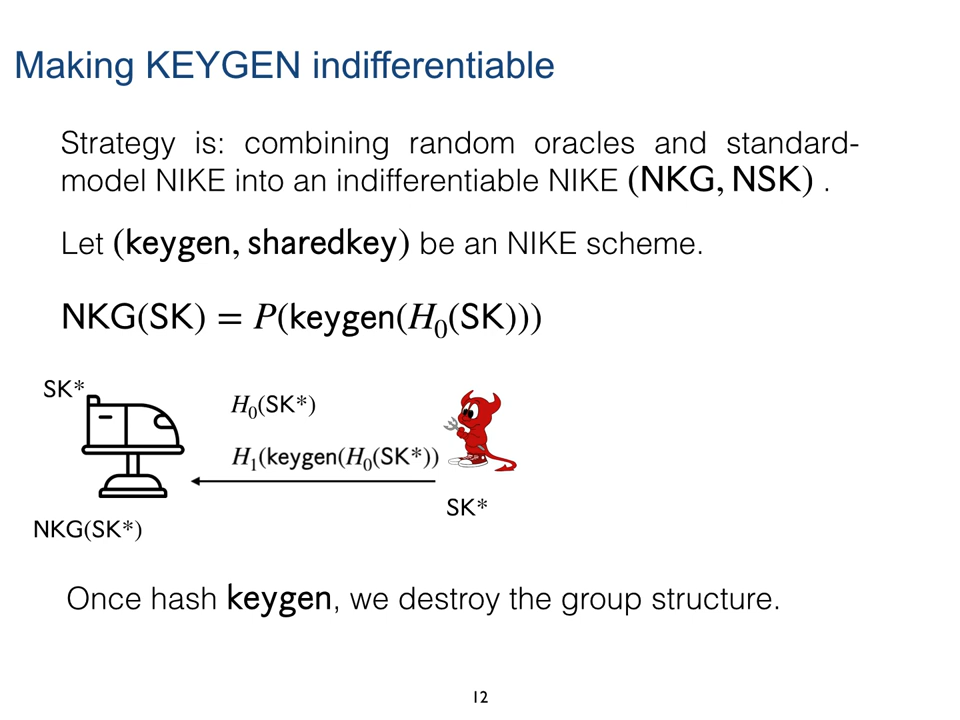 Making KEYGEN indifferentiable
Strategy is: combining random oracles and standard-
model NIKE into an indifferentiable NIKE (NKG, NSK) .
Let (keygen, sharedkey) be an NIKE scheme.
NKG(SK) = P(keygen(H₀(SK)))
SK*
H₀(SK*)
H₁(keygen(H₀(SK*))
SK*
NKG(SK*)
Once hash keygen, we destroy the group structure.
12